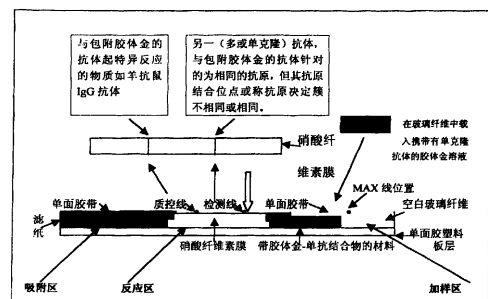 与包附胶体金的
抗体起特异反应
的物质如羊抗鼠
IgG 抗体
另一（多或单克隆）抗体，
与包附胶体金的抗体针对
的为相同的抗原，但其抗原
结合位点或称抗原决定簇
不相同或相同。
在玻璃纤维中载
入携带有单克隆
抗体的胶体金溶液
硝酸纤
维素膜
MAX 线位置
单面胶带
质控线
检测线
单面胶带
空白玻璃纤维
滤
纸
硝酸纤维素膜
带胶体金-单抗结合物的材料
单面胶塑料
板层
吸附区
反应区
加样区